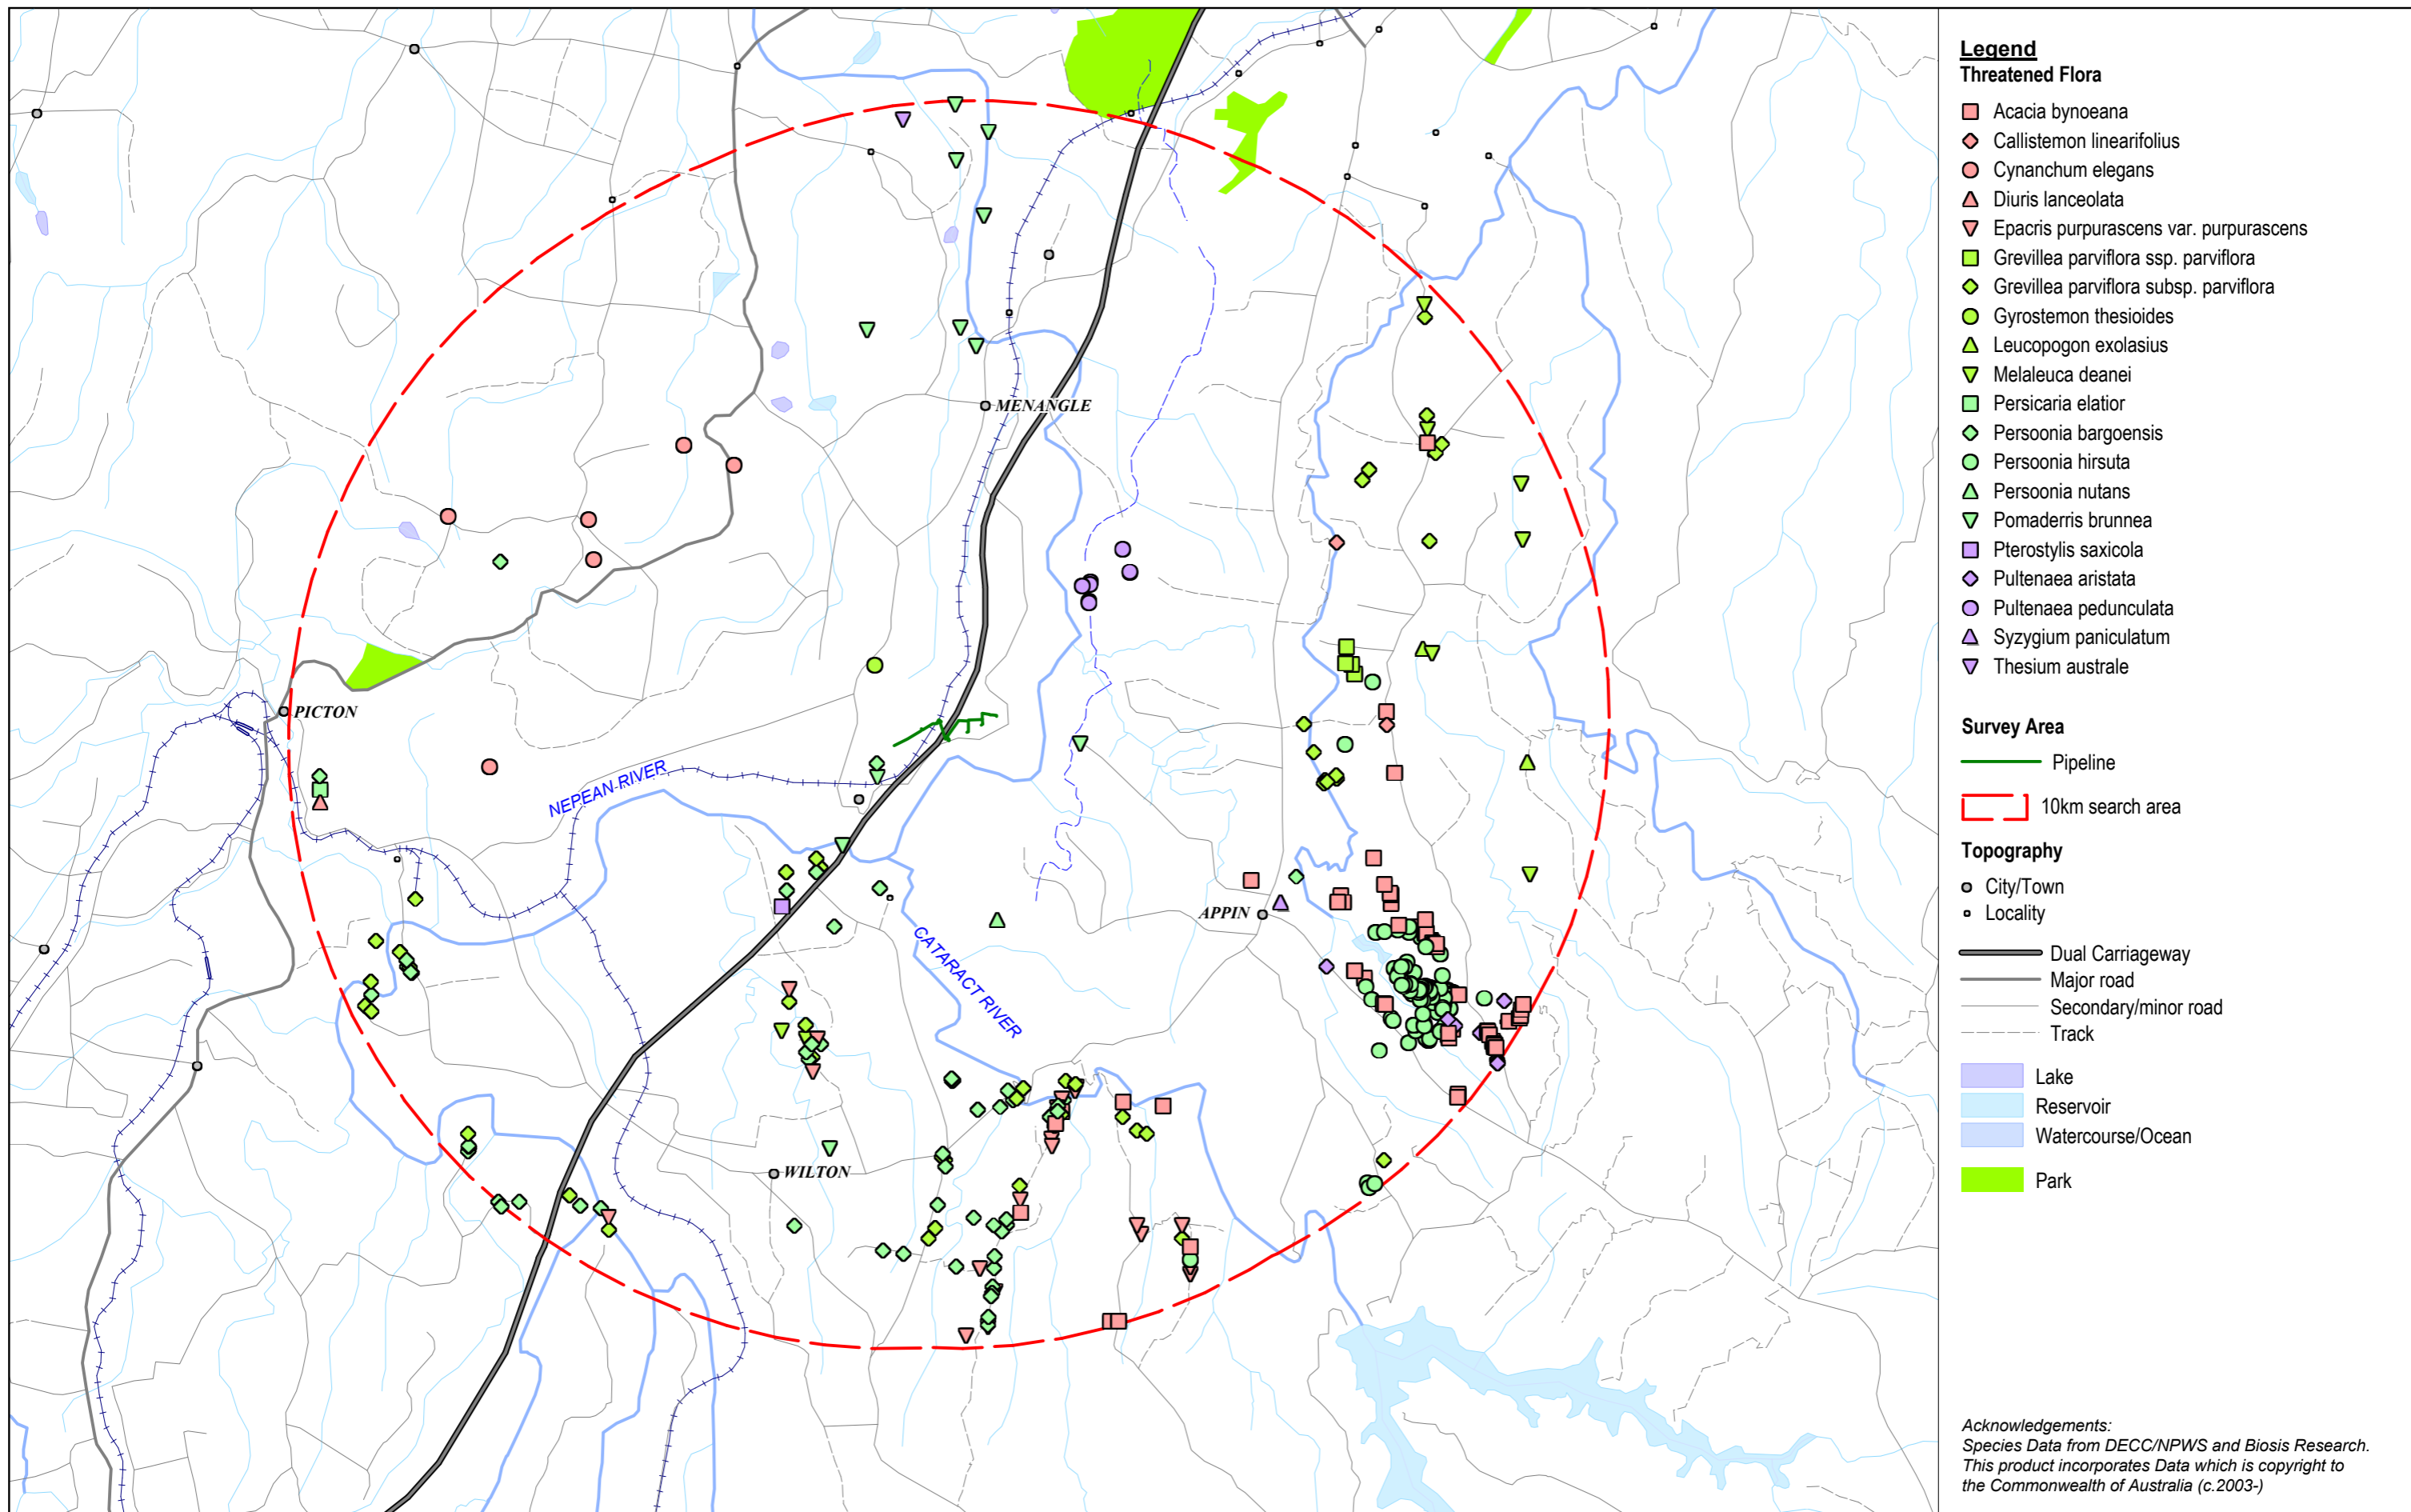 MENANGLE
PICTON
NEPEAN RIVER
APPIN
CATARACT RIVER
WILTON
Legend
Threatened Flora
Acacia bynoeana
Callistemon linearifolius
Cynanchum elegans
Diuris lanceolata
Epacris purpurascens var. purpurascens
Grevillea parviflora ssp. parviflora
Grevillea parviflora subsp. parviflora
Gyrostemon thesioides
Leucopogon exolasius
Melaleuca deanei
Persicaria elatior
Persoonia bargoensis
Persoonia hirsuta
Persoonia nutans
Pomaderris brunnea
Pterostylis saxicola
Pultenaea aristata
Pultenaea pedunculata
Syzygium paniculatum
Thesium australe
Survey Area
Pipeline
10km search area
Topography
City/Town
Locality
Dual Carriageway
Major road
Secondary/minor road
Track
Lake
Reservoir
Watercourse/Ocean
Park
Acknowledgements:
Species Data from DECC/NPWS and Biosis Research.
This product incorporates Data which is copyright to
the Commonwealth of Australia (c.2003-)